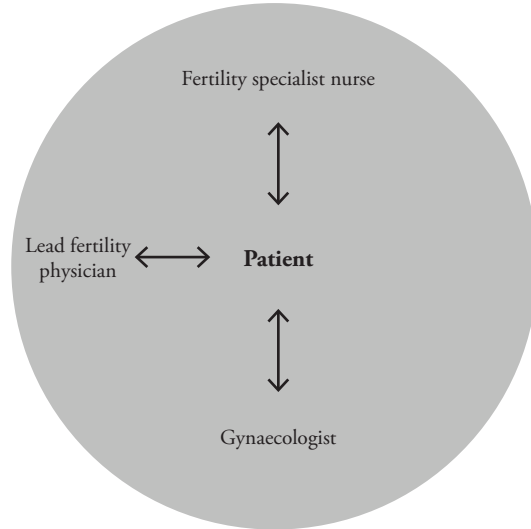 Fertility specialist nurse
Lead fertility
physician
Patient
Gynaecologist